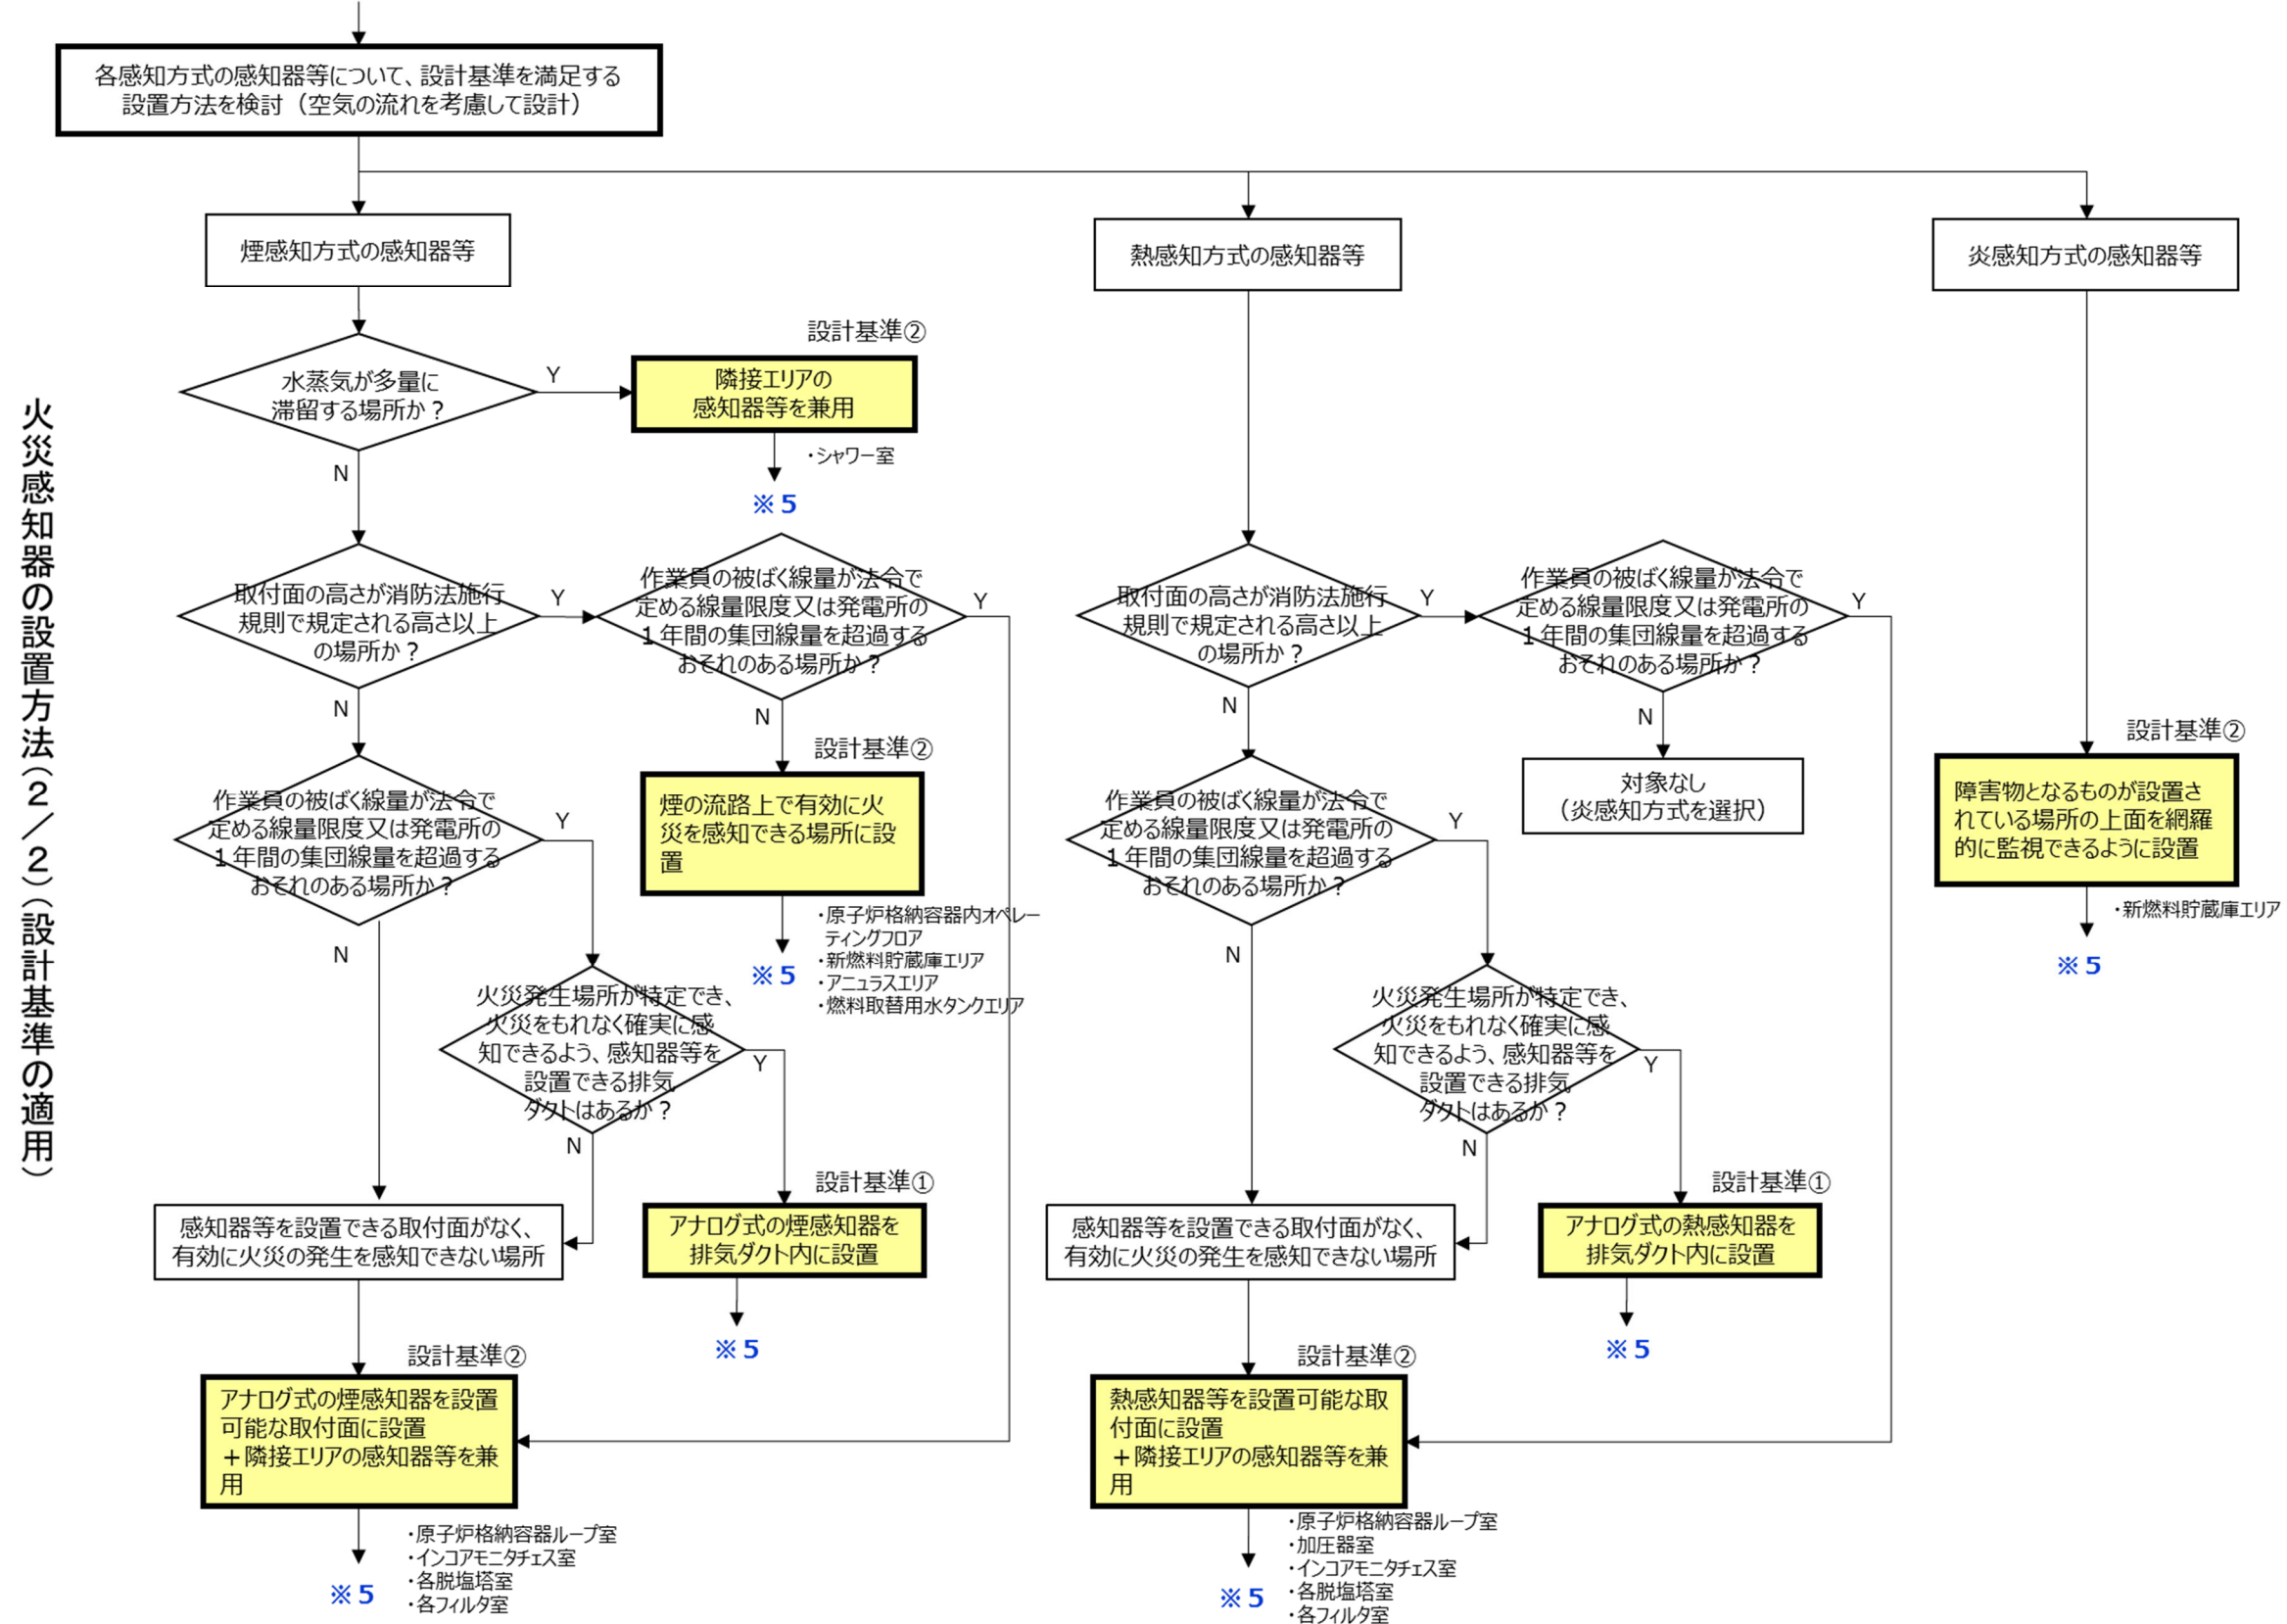 火災感知器の設置方法(2/2)(設計基準の適用)
各感知方式の感知器等について、設計基準を満足する
設置方法を検討（空気の流れを考慮して設計）
煙感知方式の感知器等
水蒸気が多量に
滞留する場所か？
Y
設計基準②
隣接エリアの
感知器等を兼用
・シャワー室
※５
N
取付面の高さが消防法施行
規則で規定される高さ以上
の場所か？
Y
作業員の被ばく線量が法令で
定める線量限度又は発電所の
１年間の集団線量を超過する
おそれのある場所か？
Y
N
設計基準②
煙の流路上で有効に火
災を感知できる場所に設
置
・原子炉格納容器内オペレー
ティングフロア
・新燃料貯蔵庫エリア
・アニュラスエリア
・燃料取替用水タンクエリア
※５
N
作業員の被ばく線量が法令で
定める線量限度又は発電所の
１年間の集団線量を超過する
おそれのある場所か？
Y
N
火災発生場所が特定でき、
火災をもれなく確実に感
知できるよう、感知器等を
設置できる排気
ダクトはあるか？
Y
N
設計基準①
アナログ式の煙感知器を
排気ダクト内に設置
※５
感知器等を設置できる取付面がなく、
有効に火災の発生を感知できない場所
設計基準②
アナログ式の煙感知器を設置
可能な取付面に設置
＋隣接エリアの感知器等を兼
用
・原子炉格納容器ループ室
・インコアモニタチェス室
・各脱塩塔室
・各フィルタ室
※５
熱感知方式の感知器等
取付面の高さが消防法施行
規則で規定される高さ以上
の場所か？
Y
作業員の被ばく線量が法令で
定める線量限度又は発電所の
１年間の集団線量を超過する
おそれのある場所か？
Y
N
対象なし
（炎感知方式を選択）
N
作業員の被ばく線量が法令で
定める線量限度又は発電所の
１年間の集団線量を超過する
おそれのある場所か？
Y
N
火災発生場所が特定でき、
火災をもれなく確実に感
知できるよう、感知器等を
設置できる排気
ダクトはあるか？
Y
N
設計基準①
アナログ式の熱感知器を
排気ダクト内に設置
※５
感知器等を設置できる取付面がなく、
有効に火災の発生を感知できない場所
設計基準②
熱感知器等を設置可能な取
付面に設置
＋隣接エリアの感知器等を兼
用
・原子炉格納容器ループ室
・加圧器室
・インコアモニタチェス室
・各脱塩塔室
・各フィルタ室
※５
炎感知方式の感知器等
設計基準②
障害物となるものが設置さ
れている場所の上面を網羅
的に監視できるように設置
・新燃料貯蔵庫エリア
※５